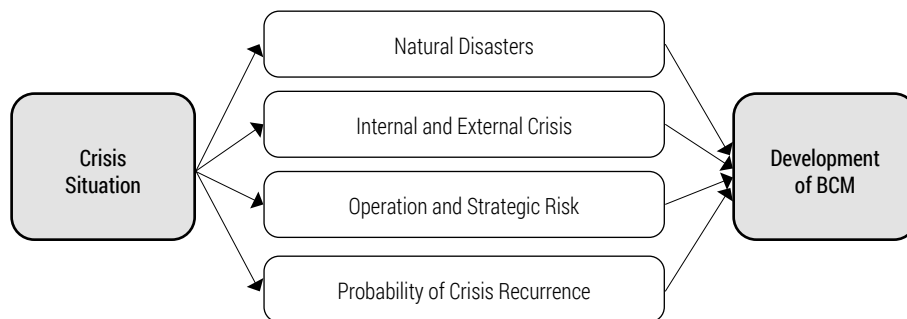 Natural Disasters
Internal and External Crisis
Crisis
Situation
Development
of BCM
Operation and Strategic Risk
Probability of Crisis Recurrence